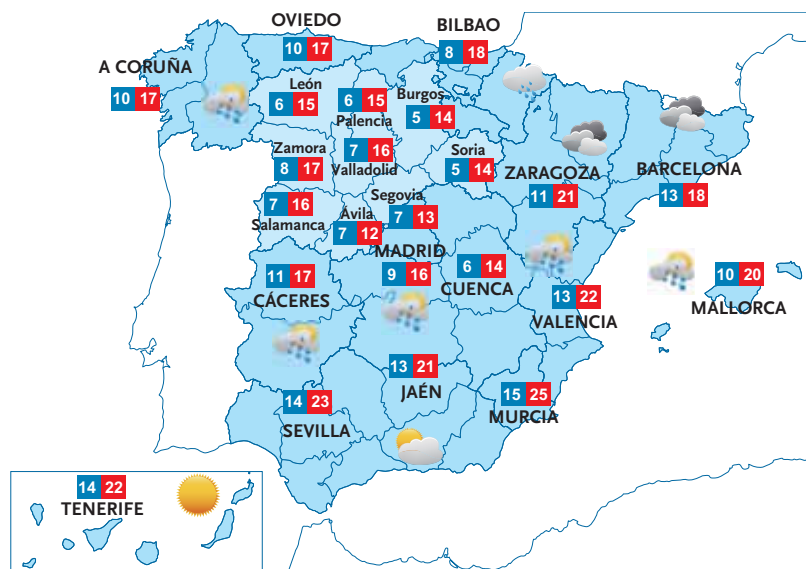 OVIEDO
10 17
BILBAO
8 18
A CORUÑA
10 17
León
6 15
6 15
Palencia
Burgos
5 14
Zamora
8 17
7 16
Valladolid
Soria
5 14
ZARAGOZA
11 21
BARCELONA
13 18
7 16
Salamanca
Ávila
7 12
Segovia
7 13
MADRID
9 16
6 14
CUENCA
11 17
CÁCERES
13 22
VALENCIA
10 20
MALLORCA
13 21
JAÉN
14 23
SEVILLA
15 25
MURCIA
14 22
TENERIFE